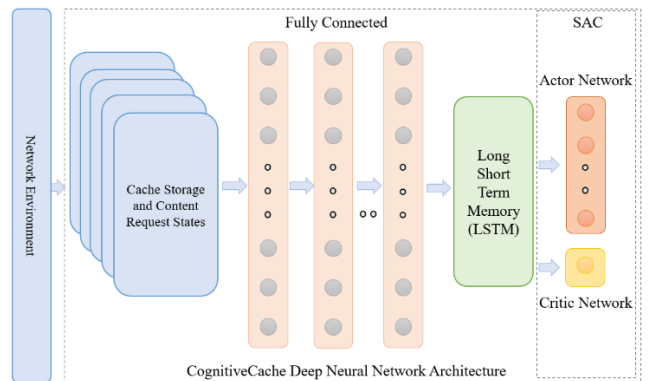 Fully Connected
SAC
Network Environment
Cache Storage
and Content
Request States
Long
Short
Term
Memory
(LSTM)
Actor Network
Critic Network
CognitiveCache Deep Neural Network Architecture